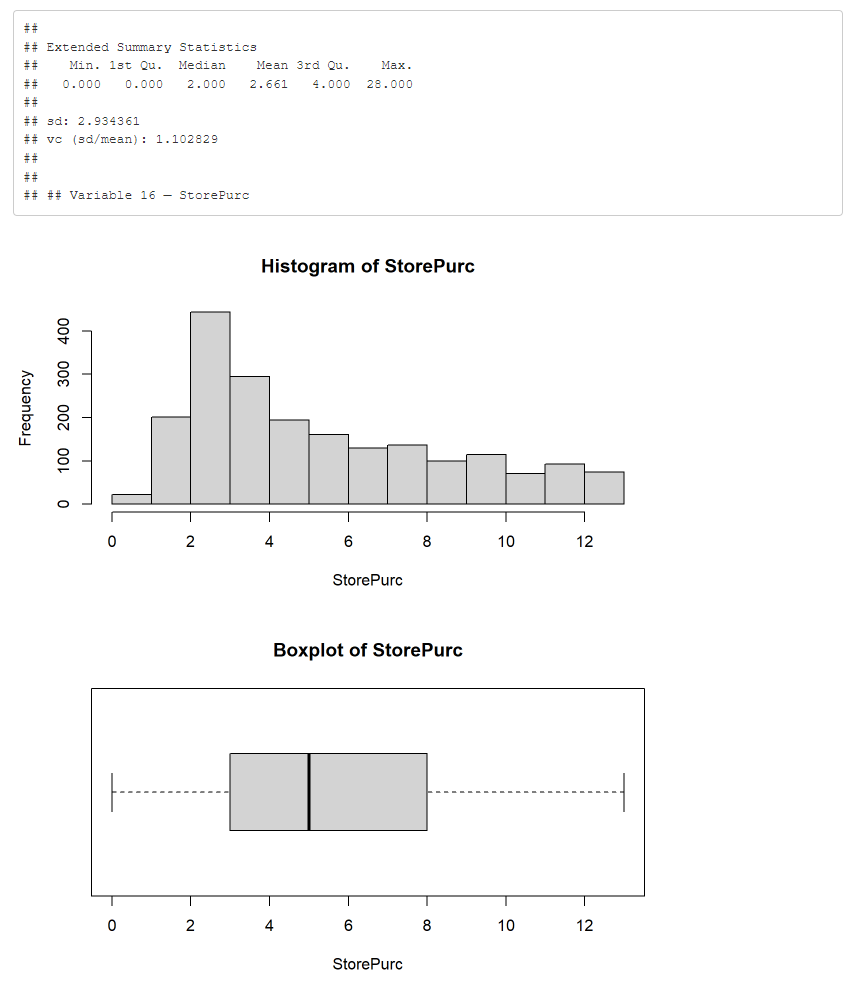 ##
## Extended Summary Statistics
##    Min. 1st Qu.  Median    Mean 3rd Qu.    Max.
##   0.000   0.000   2.000   2.661   4.000  28.000
##
## sd: 2.934361
## vc (sd/mean): 1.102829
##
##
## ## Variable 16 — StorePurc
Histogram of StorePurc
Frequency
400
300
200
100
0
0 2 4 6 8 10 12
StorePurc
Boxplot of StorePurc
0 2 4 6 8 10 12
StorePurc